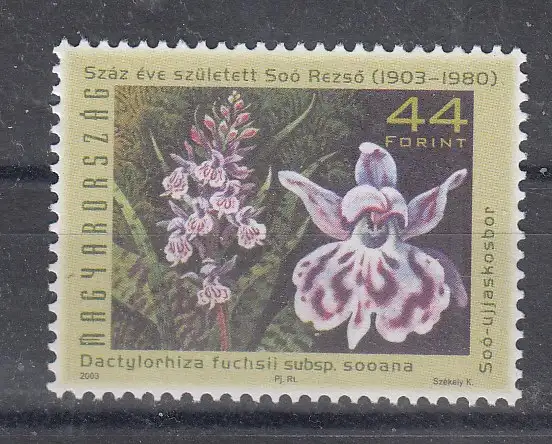 Száz éve született Soó Rezső (1903–1980)
MAGYARORSZÁG
44
FORINT
Soó-ujjaskosbor
Dactylorhiza fuchsii subsp. sooana
2003
Pj. Rt.
Székely K.